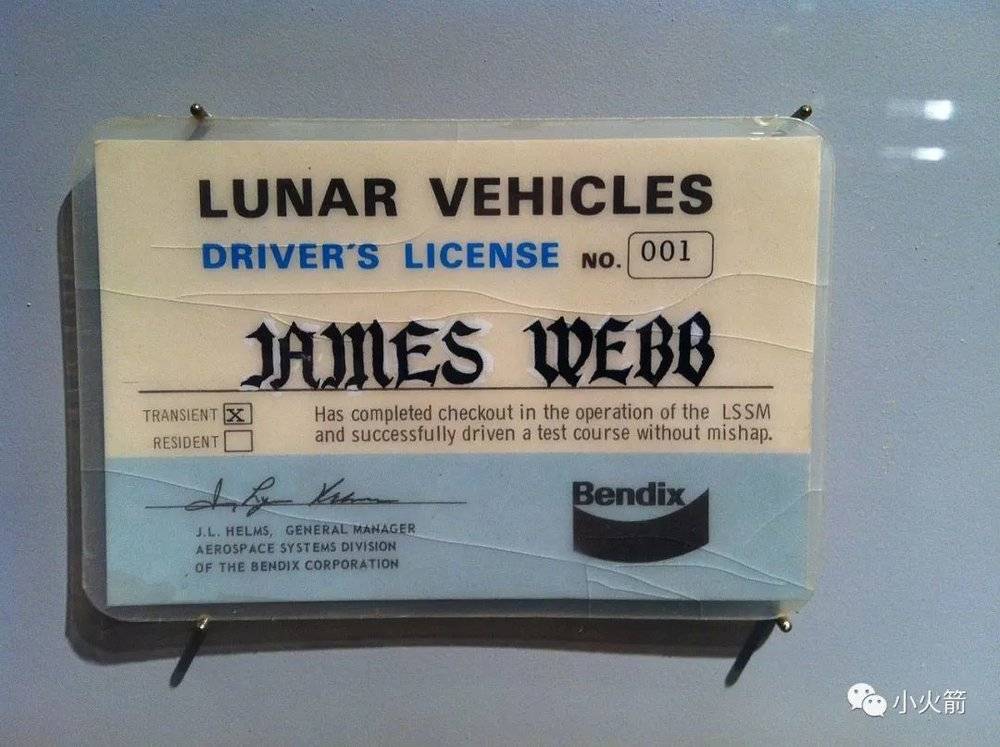 LUNAR VEHICLES
DRIVER'S LICENSE NO. 001
JAMES WEBB
TRANSIENT X
RESIDENT
Has completed checkout in the operation of the LSSM
and successfully driven a test course without mishap.
J.L. HELMS, GENERAL MANAGER
AEROSPACE SYSTEMS DIVISION
OF THE BENDIX CORPORATION
Bendix
小火箭